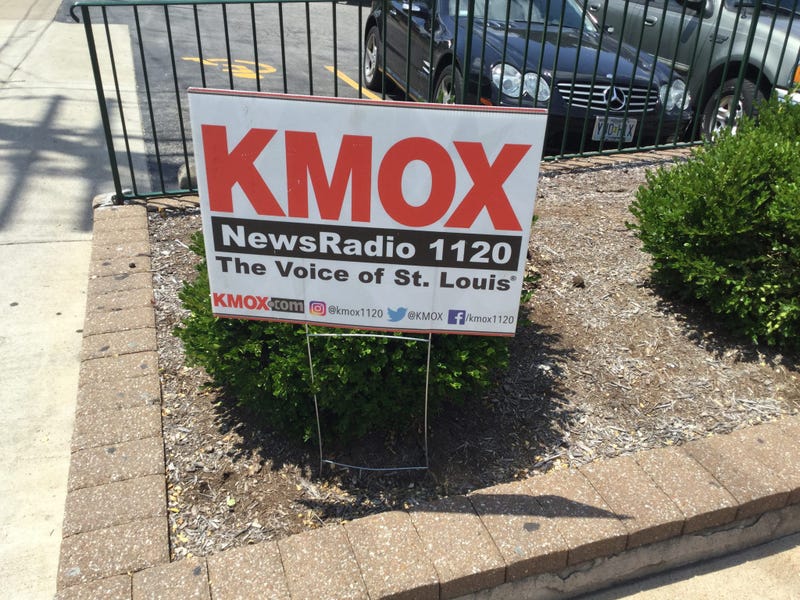 KMOX
NewsRadio 1120
The Voice of St. Louis®
KMOX.com @kmox1120 @KMOX f/kmox1120